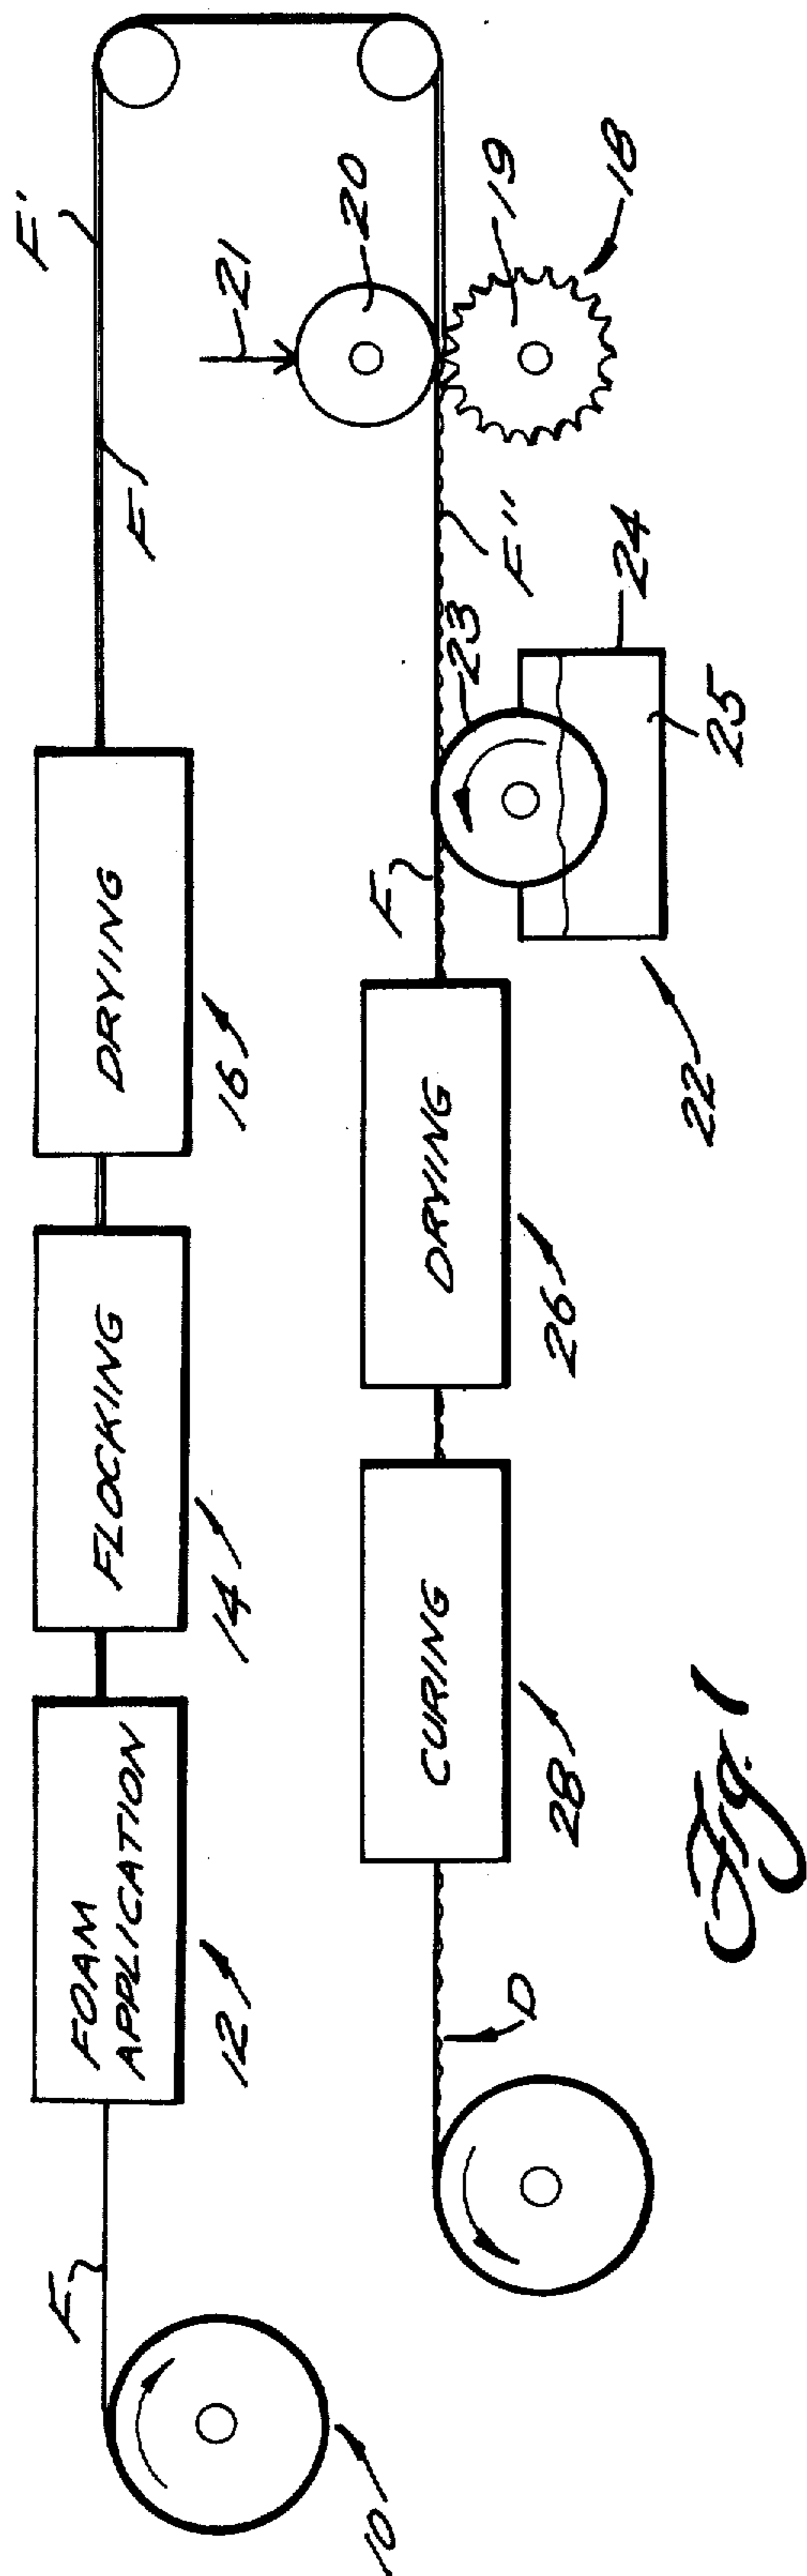 F
10
FOAM
APPLICATION
12
FLOCKING
14
DRYING
16
F
F'
21
20
19
18
F"
23
24
25
22
F
DRYING
26
CURING
28
D
Fig. 1